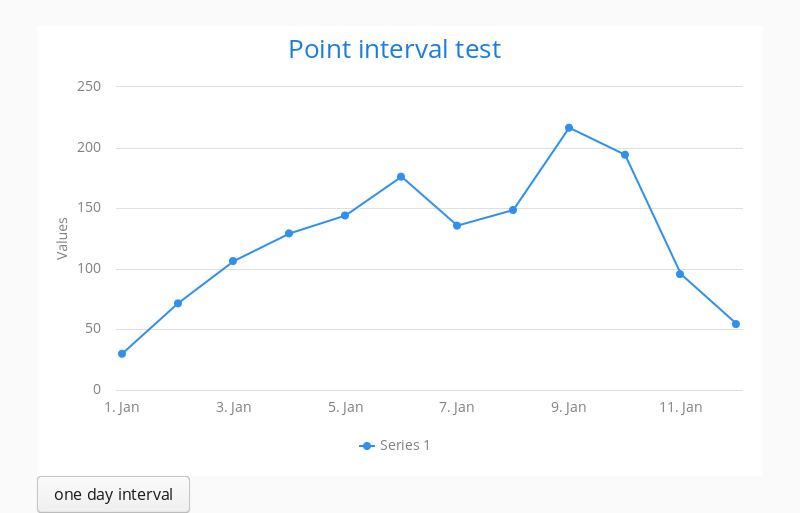 Point interval test
250
200
150
100
50
0
Values
1. Jan 3. Jan 5. Jan 7. Jan 9. Jan 11. Jan
Series 1
one day interval